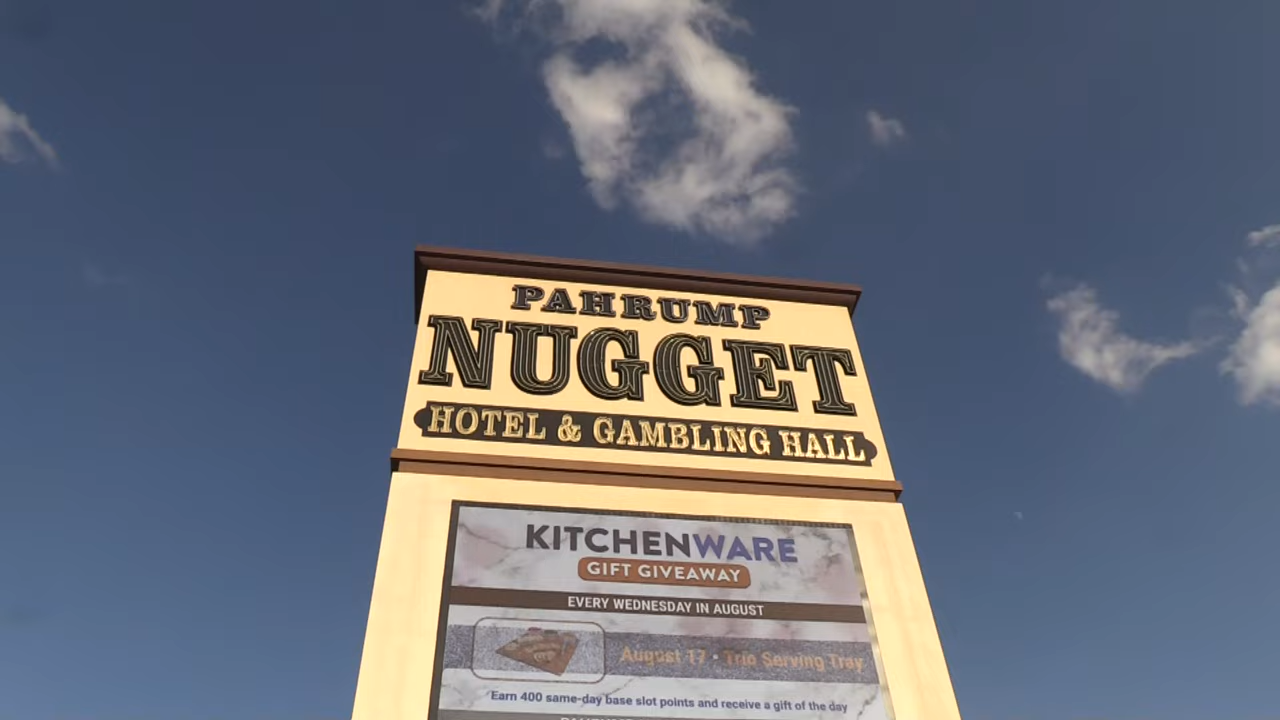 PAHRUMP
NUGGET
HOTEL & GAMBLING HALL
KITCHENWARE
GIFT GIVEAWAY
EVERY WEDNESDAY IN AUGUST
August 17 • Trio Serving Tray
Earn 400 same-day base slot points and receive a gift of the day